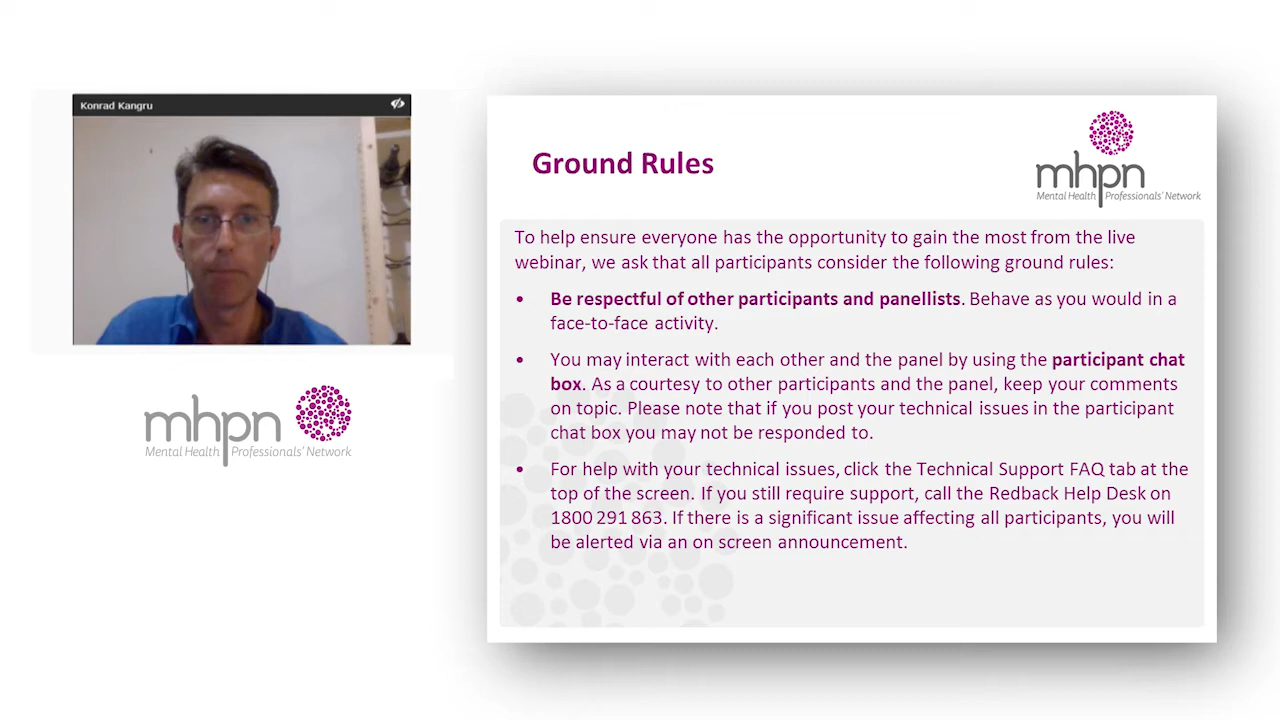 Konrad Kangru
mhpn
Mental Health Professionals' Network
Ground Rules
mhpn
Mental Health Professionals' Network
To help ensure everyone has the opportunity to gain the most from the live
webinar, we ask that all participants consider the following ground rules:
• Be respectful of other participants and panellists. Behave as you would in a
face-to-face activity.
• You may interact with each other and the panel by using the participant chat
box. As a courtesy to other participants and the panel, keep your comments
on topic. Please note that if you post your technical issues in the participant
chat box you may not be responded to.
• For help with your technical issues, click the Technical Support FAQ tab at the
top of the screen. If you still require support, call the Redback Help Desk on
1800 291 863. If there is a significant issue affecting all participants, you will
be alerted via an on screen announcement.